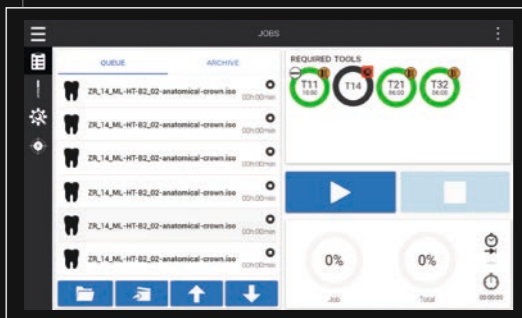 JOBS
QUEUE
ARCHIVE
ZR_14_ML-HT-B2_02-anatomical-crown.iso
00h:00min
ZR_14_ML-HT-B2_02-anatomical-crown.iso
00h:00min
ZR_14_ML-HT-B2_02-anatomical-crown.iso
00h:00min
ZR_14_ML-HT-B2_02-anatomical-crown.iso
00h:00min
ZR_14_ML-HT-B2_02-anatomical-crown.iso
00h:00min
ZR_14_ML-HT-B2_02-anatomical-crown.iso
00h:00min
REQUIRED TOOLS
T11
T14
T21
T32
0%
Job
0%
Total
00:00:00